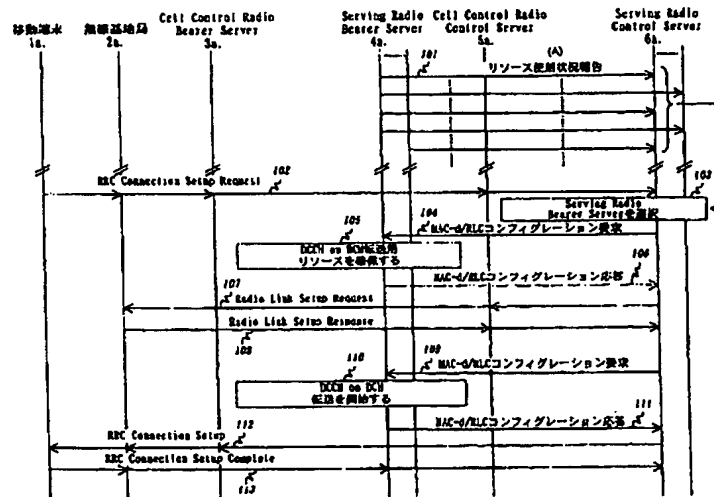 移動端末
1a.
無線基地局
2a.
Cell Control Radio
Bearer Server
3a.
Serving Radio
Bearer Server
4a.
Cell Control Radio
Control Server
5a.
Serving Radio
Control Server
6a.
101
(A)
リソース使用状況報告
RRC Connection Setup Request
102
103
Serving Radio
Bearer Serverを選択
104
MAC-d/RLCコンフィグレーション要求
105
DCCH on DCH伝送用
リソースを確保する
106
MAC-d/RLCコンフィグレーション応答
107
Radio Link Setup Request
Radio Link Setup Response
108
109
MAC-d/RLCコンフィグレーション要求
110
DCCH on DCH
伝送を開始する
111
MAC-d/RLCコンフィグレーション応答
RRC Connection Setup
112
RRC Connection Setup Complete
113